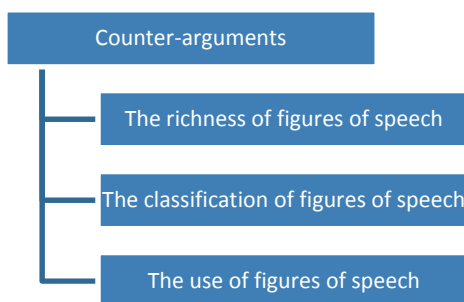 Counter-arguments
The richness of figures of speech
The classification of figures of speech
The use of figures of speech